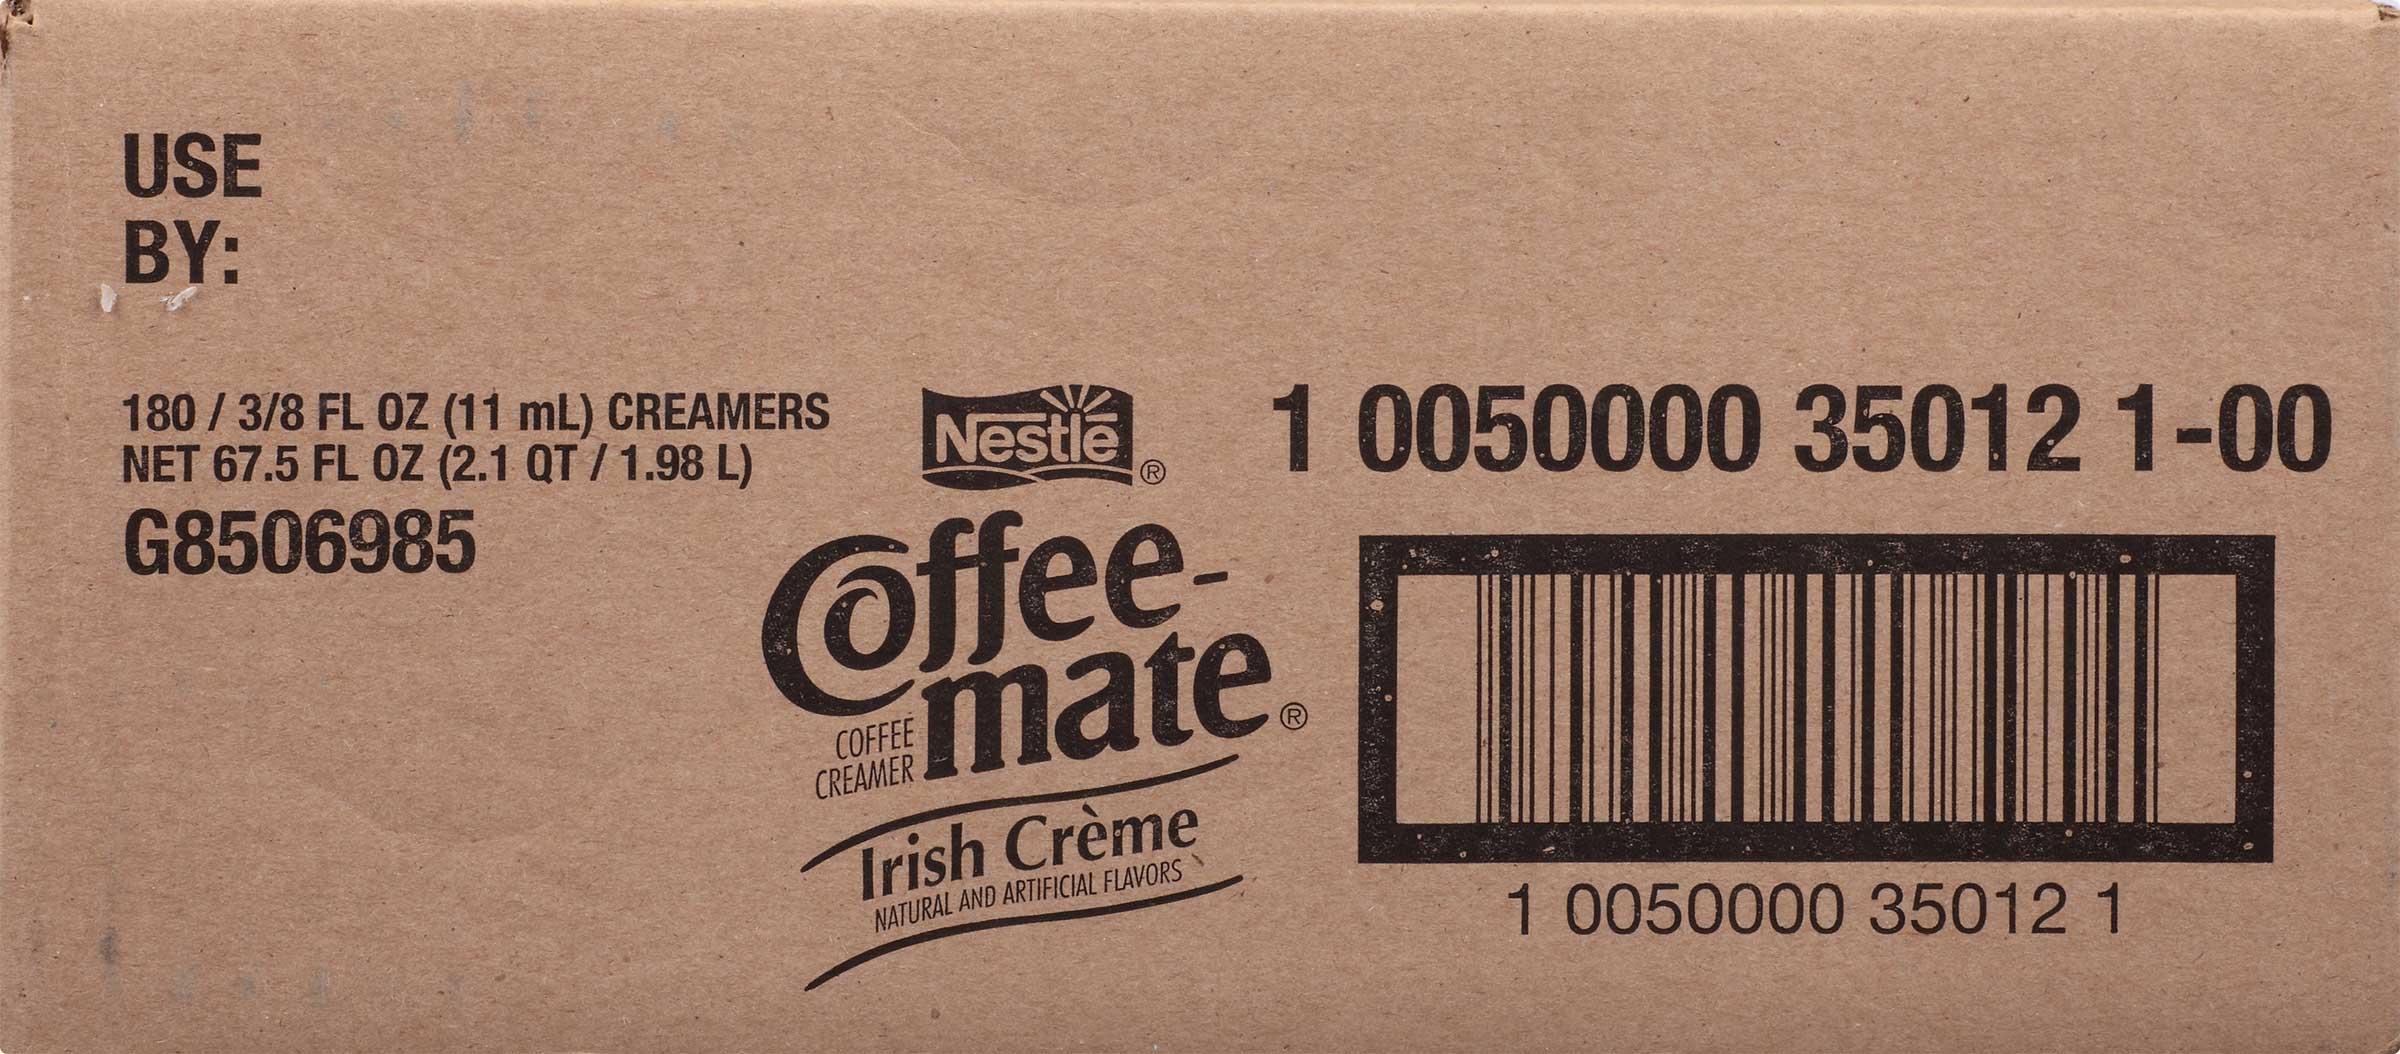 USE
BY:
180 / 3/8 FL OZ (11 mL) CREAMERS
NET 67.5 FL OZ (2.1 QT / 1.98 L)
G8506985
Nestlé®
Coffee-
mate®
COFFEE
CREAMER
Irish Crème
NATURAL AND ARTIFICIAL FLAVORS
1 0050000 35012 1-00
1 0050000 35012 1